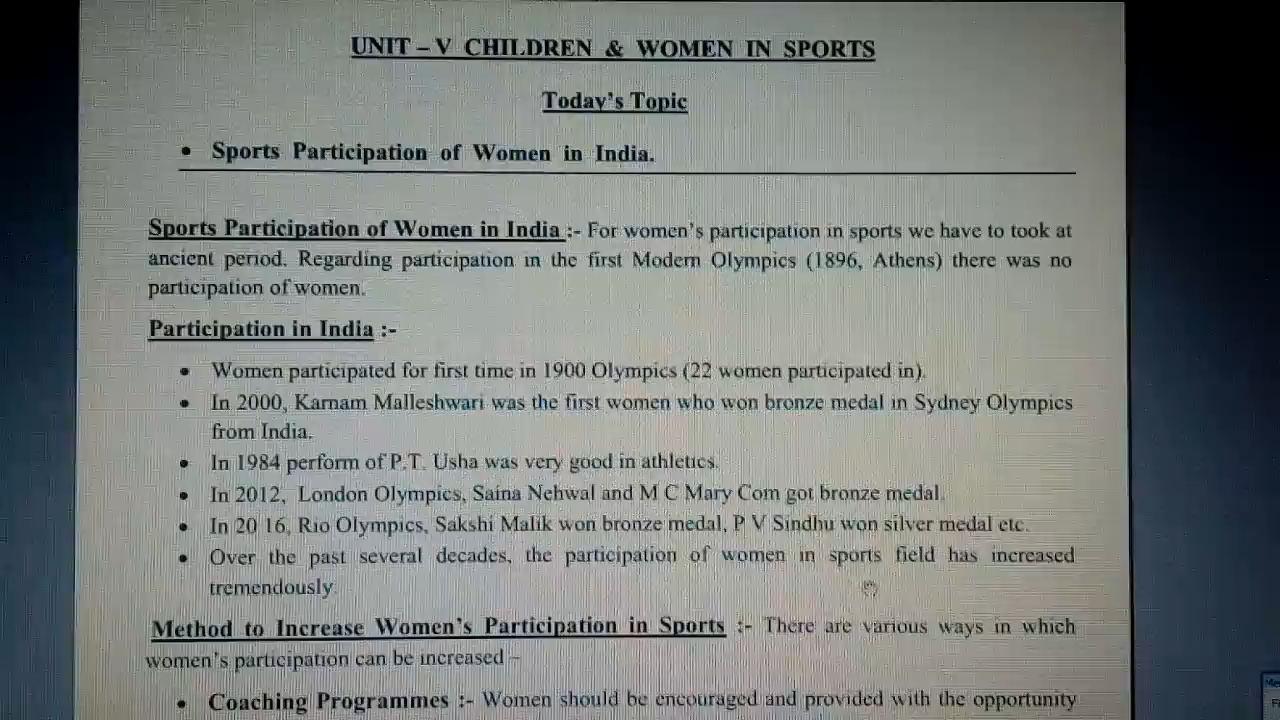 UNIT – V CHILDREN & WOMEN IN SPORTS
Today's Topic
• Sports Participation of Women in India.
Sports Participation of Women in India :- For women's participation in sports we have to took at
ancient period. Regarding participation in the first Modern Olympics (1896, Athens) there was no
participation of women.
Participation in India :-
• Women participated for first time in 1900 Olympics (22 women participated in).
• In 2000, Karnam Malleshwari was the first women who won bronze medal in Sydney Olympics
from India.
• In 1984 perform of P.T. Usha was very good in athletics.
• In 2012, London Olympics, Saina Nehwal and M C Mary Com got bronze medal.
• In 20 16, Rio Olympics, Sakshi Malik won bronze medal, P V Sindhu won silver medal etc.
• Over the past several decades, the participation of women in sports field has increased
tremendously.
Method to Increase Women's Participation in Sports :- There are various ways in which
women's participation can be increased –
• Coaching Programmes :- Women should be encouraged and provided with the opportunity